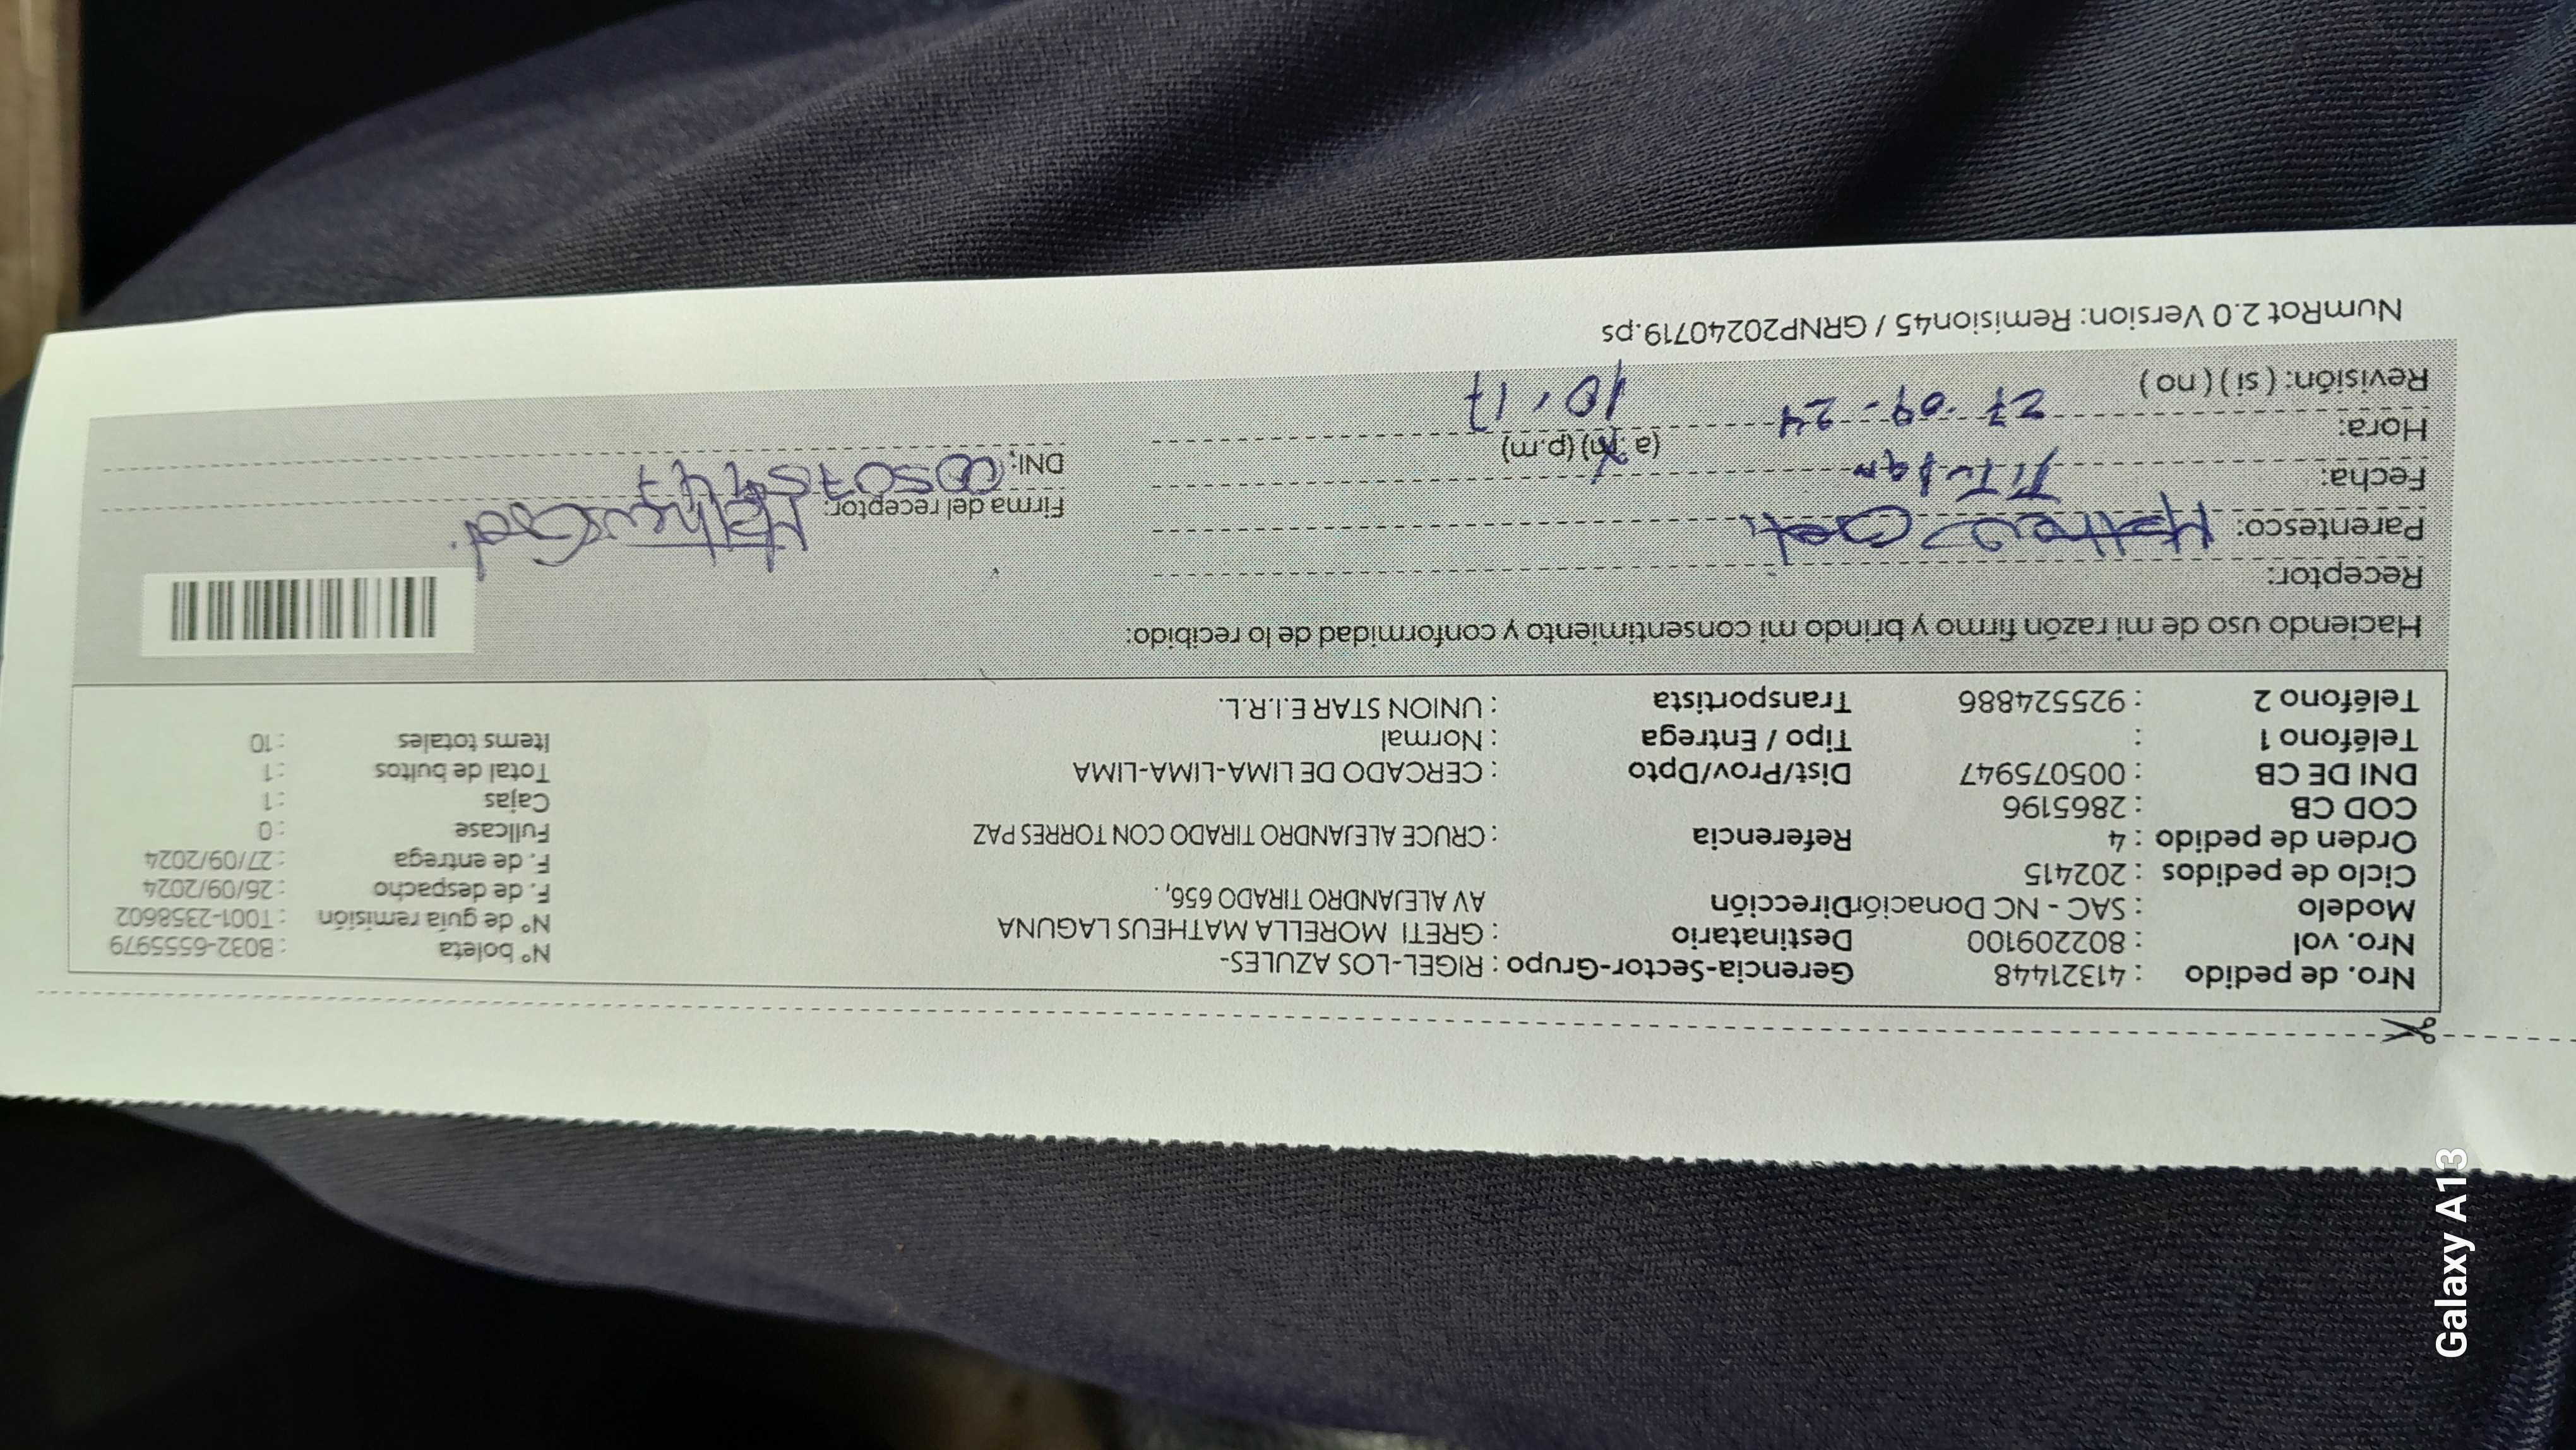 Nro. de pedido : 41321448 Gerencia-Sector-Grupo : RIGEL-LOS AZULES- N° boleta : B032-6555979
Nro. vol : 802209100 Destinatario : GRETI MORELLA MATHEUS LAGUNA N° de guía remisión : T001-2358602
Modelo : SAC - NC Donación Dirección AV ALEJANDRO TIRADO 656, . F. de despacho : 26/09/2024
Ciclo de pedidos : 202415 F. de entrega : 27/09/2024
Orden de pedido : 4 Referencia : CRUCE ALEJANDRO TIRADO CON TORRES PAZ Fullcase : 0
COD CB : 2865196 Cajas : 1
DNI DE CB : 005075947 Dist/Prov/Dpto : CERCADO DE LIMA-LIMA-LIMA Total de bultos : 1
Teléfono 1 : Tipo / Entrega : Normal Items totales : 10
Teléfono 2 : 925524886 Transportista : UNION STAR E.I.R.L.
Haciendo uso de mi razón firmo y brindo mi consentimiento y conformidad de lo recibido:
Receptor:
Parentesco: Firma del receptor:
Fecha: Titular DNI: 005075947
Hora: 27-09-24 (a.m) (p.m)
Revisión: ( si ) ( no ) 10.17
NumRot 2.0 Version: Remision45 / GRNP20240719.ps
Galaxy A13